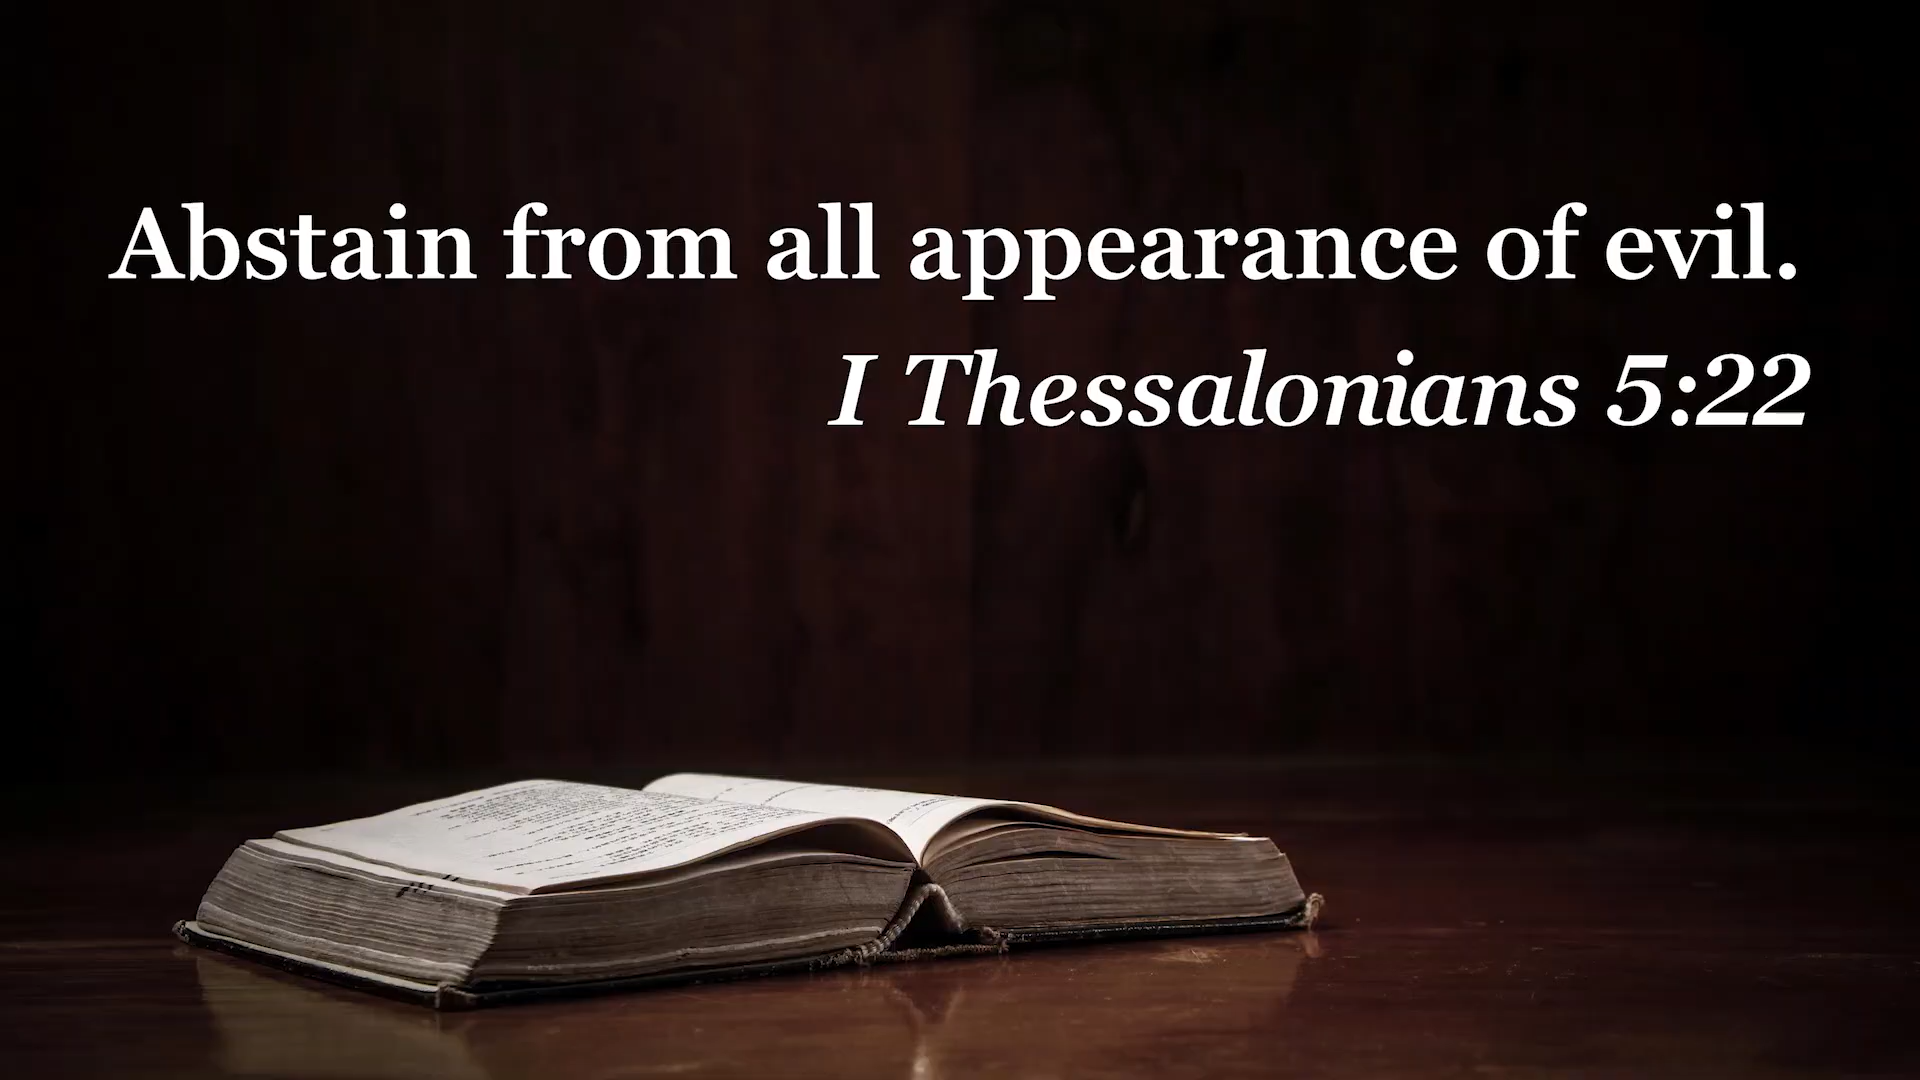 Abstain from all appearance of evil.
I Thessalonians 5:22